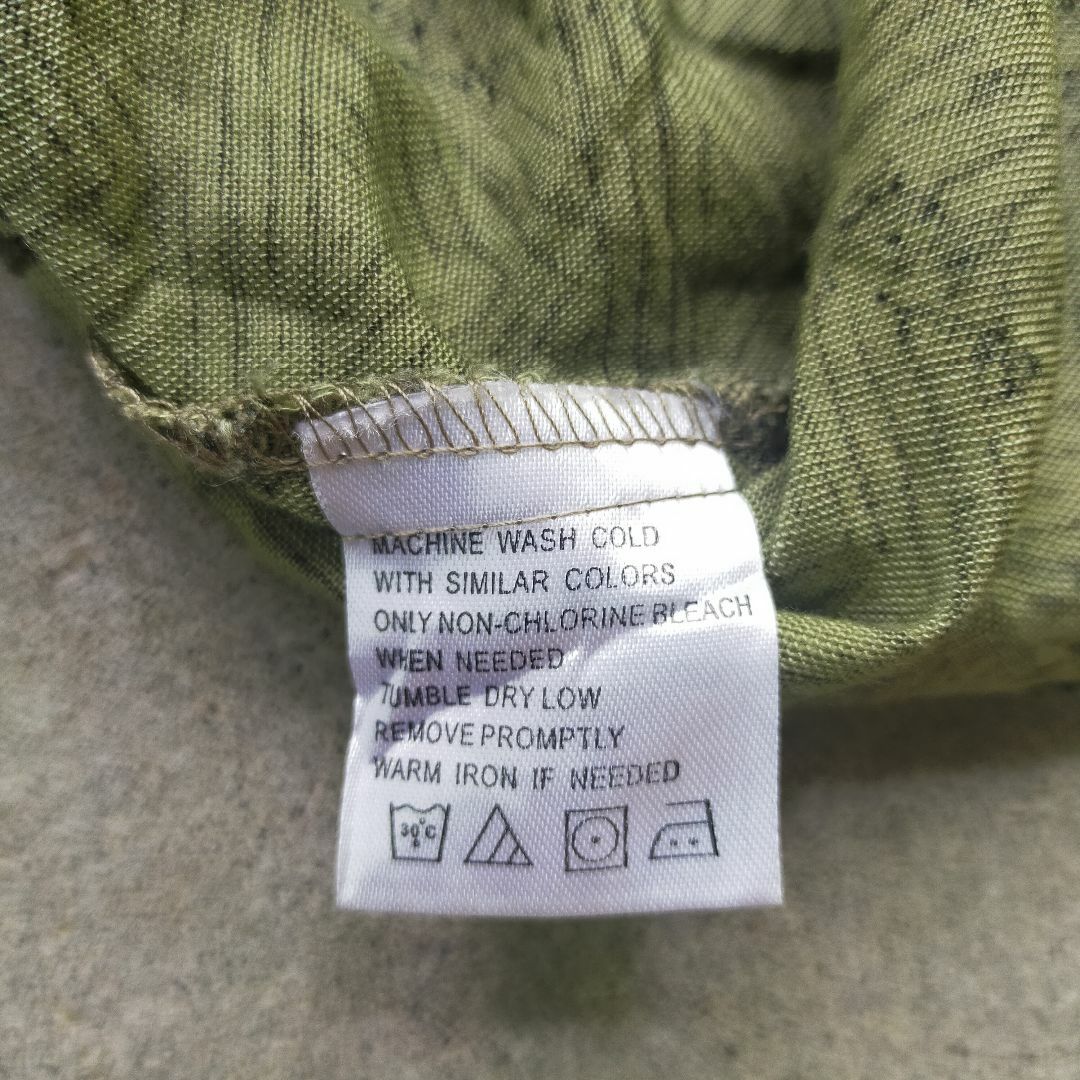 MACHINE WASH COLD
WITH SIMILAR COLORS
ONLY NON-CHLORINE BLEACH
WHEN NEEDED
TUMBLE DRY LOW
REMOVE PROMPTLY
WARM IRON IF NEEDED
30°C